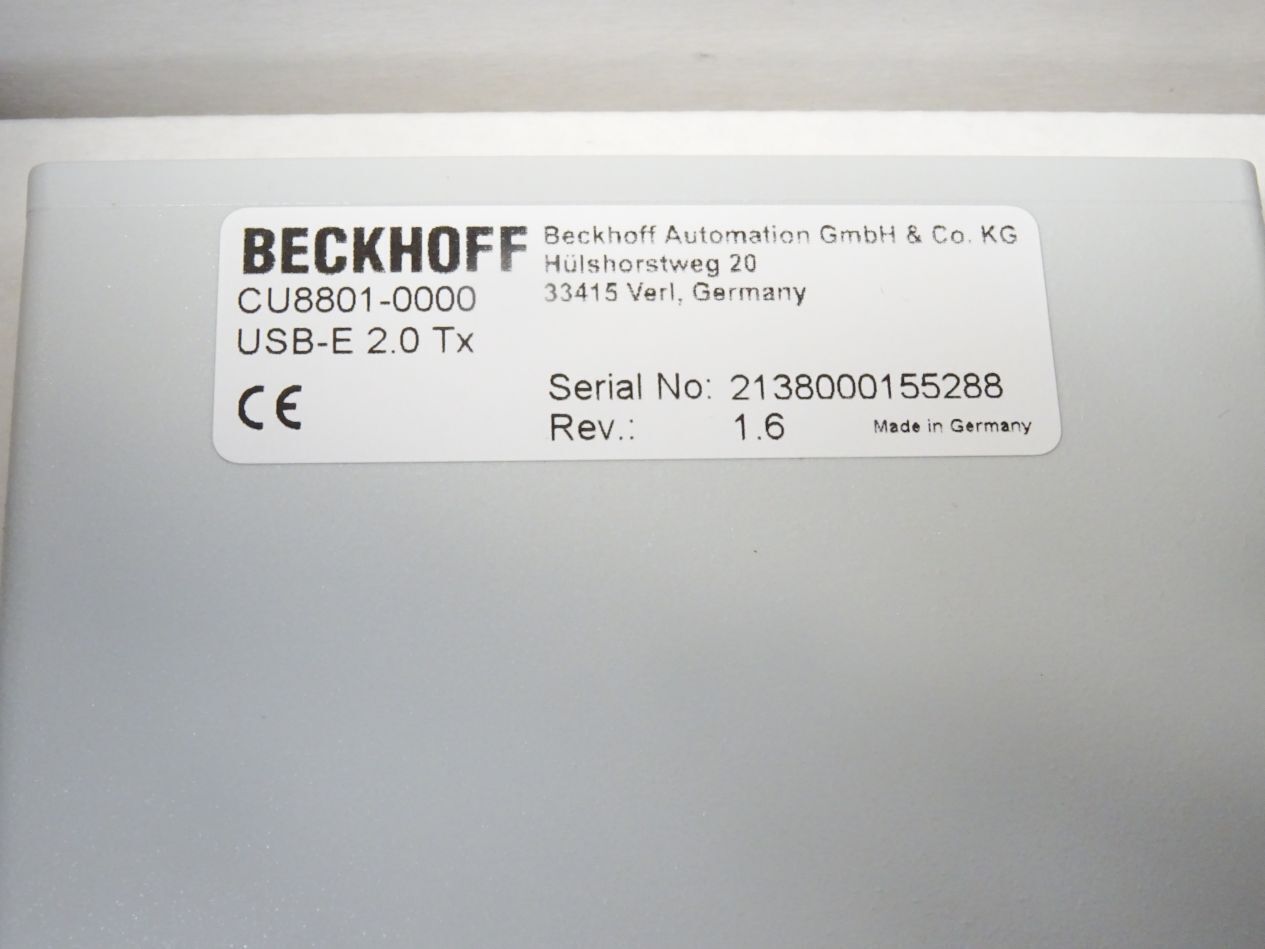 BECKHOFF
CU8801-0000
USB-E 2.0 Tx
CE
Beckhoff Automation GmbH & Co. KG
Hülshorstweg 20
33415 Verl, Germany
Serial No: 2138000155288
Rev.: 1.6 Made in Germany